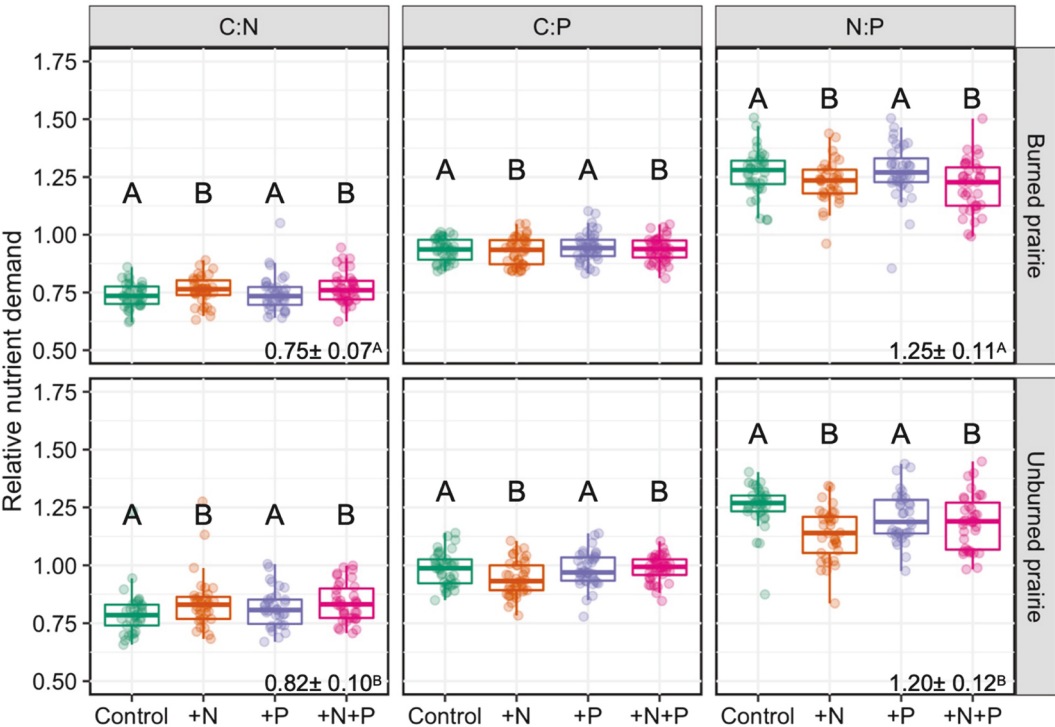 C:N C:P N:P
Relative nutrient demand
Burned prairie
1.75
1.50
1.25
1.00
0.75
0.50
A B A B
A B A B
A B A B
0.75± 0.07ᴬ
1.25± 0.11ᴬ
Unburned prairie
1.75
1.50
1.25
1.00
0.75
0.50
A B A B
A B A B
A B A B
0.82± 0.10ᴮ
1.20± 0.12ᴮ
Control +N +P +N+P
Control +N +P +N+P
Control +N +P +N+P